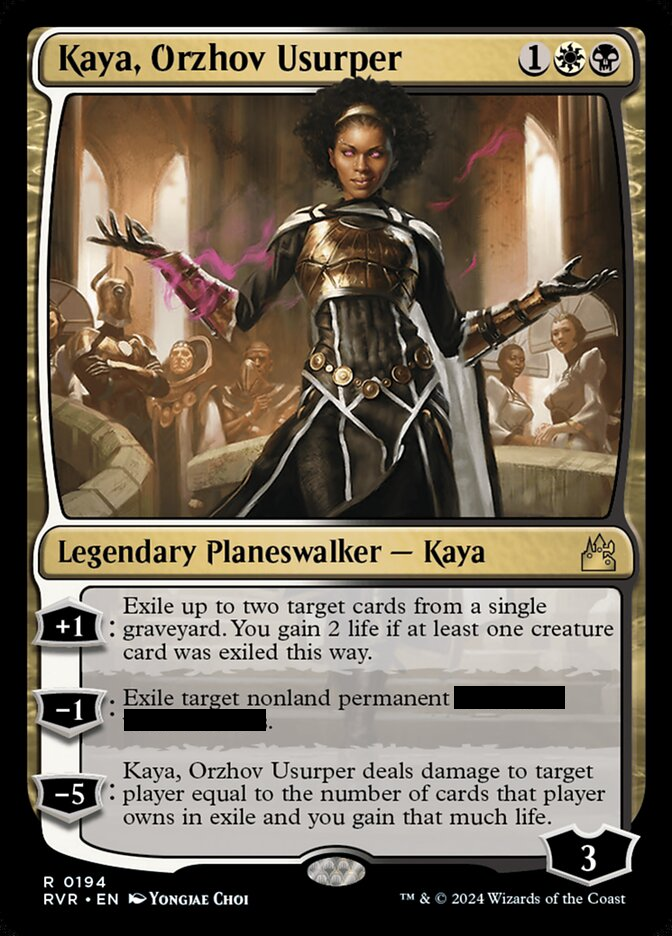 Kaya, Orzhov Usurper 1
Legendary Planeswalker — Kaya
+1: Exile up to two target cards from a single
graveyard. You gain 2 life if at least one creature
card was exiled this way.
−1: Exile target nonland permanent
.
−5: Kaya, Orzhov Usurper deals damage to target
player equal to the number of cards that player
owns in exile and you gain that much life.
3
R 0194
RVR • EN Yongjae Choi
™ & © 2024 Wizards of the Coast